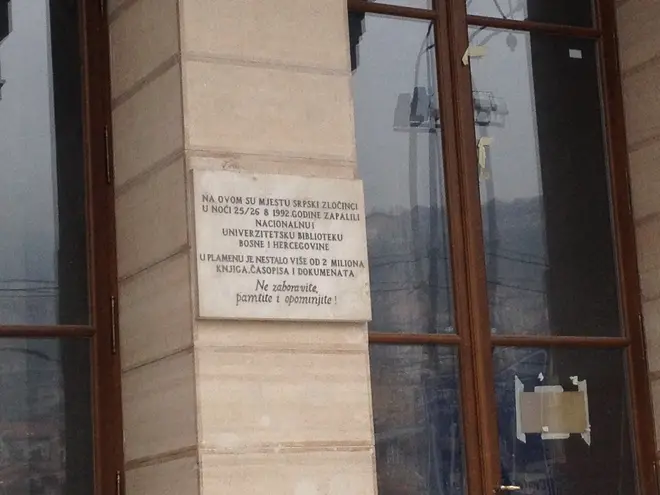 NA OVOM SU MJESTU SRPSKI ZLOČINCI
U NOĆI 25/26 8 1992.GODINE ZAPALILI
NACIONALNU I
UNIVERZITETSKU BIBLIOTEKU
BOSNE I HERCEGOVINE
U PLAMENU JE NESTALO VIŠE OD 2 MILIONA
KNJIGA,ČASOPISA I DOKUMENATA
Ne zaboravite,
pamtite i opominjite!